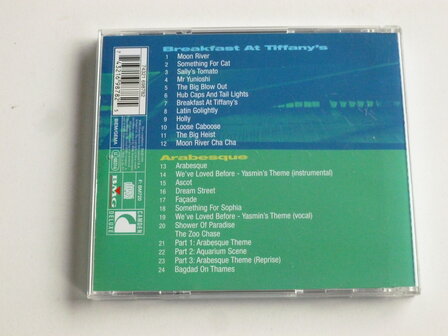 Breakfast At Tiffany's
1 Moon River
2 Something For Cat
3 Sally's Tomato
4 Mr Yunioshi
5 The Big Blow Out
6 Hub Caps And Tail Lights
7 Breakfast At Tiffany's
8 Latin Golightly
9 Holly
10 Loose Caboose
11 The Big Heist
12 Moon River Cha Cha
Arabesque
13 Arabesque
14 We've Loved Before - Yasmin's Theme (instrumental)
15 Ascot
16 Dream Street
17 Façade
18 Something For Sophia
19 We've Loved Before - Yasmin's Theme (vocal)
20 Shower Of Paradise
The Zoo Chase
21 Part 1: Arabesque Theme
22 Part 2: Aquarium Scene
23 Part 3: Arabesque Theme (Reprise)
24 Bagdad On Thames
BMG
CAMDEN
DELUXE